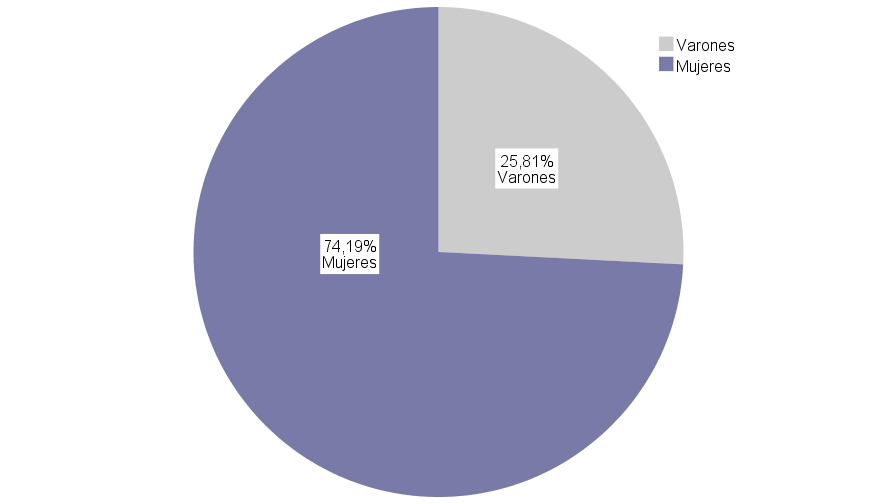 Varones
Mujeres
25,81%
Varones
74,19%
Mujeres